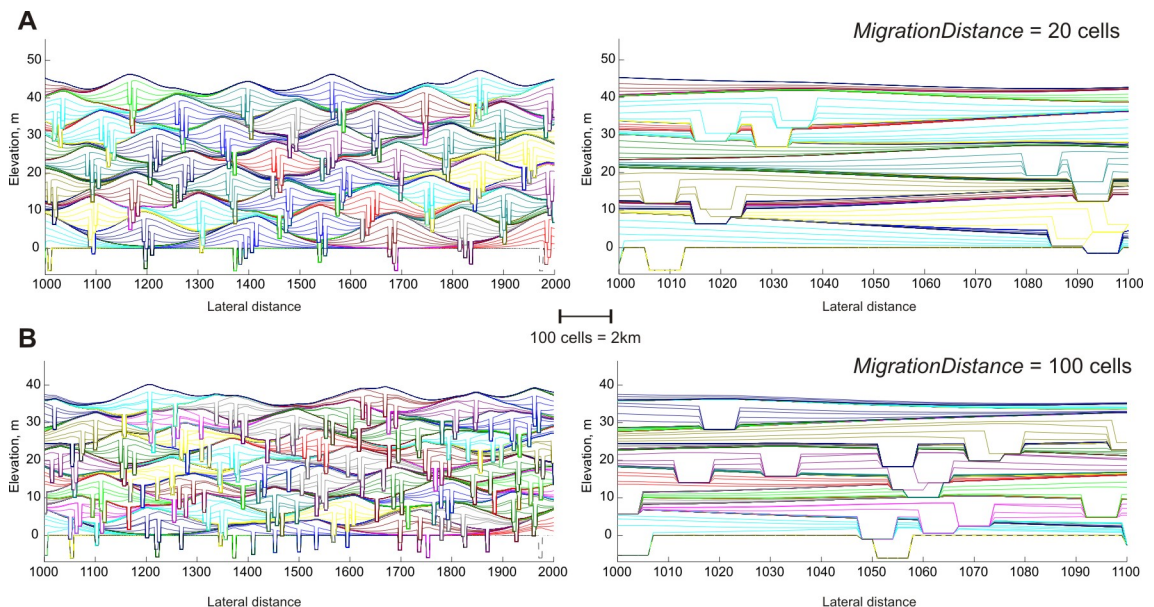 A
MigrationDistance = 20 cells
Elevation, m
50
40
30
20
10
0
1000 1100 1200 1300 1400 1500 1600 1700 1800 1900 2000
Lateral distance
Elevation, m
50
40
30
20
10
0
1000 1010 1020 1030 1040 1050 1060 1070 1080 1090 1100
Lateral distance
100 cells = 2km
B
MigrationDistance = 100 cells
Elevation, m
40
30
20
10
0
1000 1100 1200 1300 1400 1500 1600 1700 1800 1900 2000
Lateral distance
Elevation, m
40
30
20
10
0
1000 1010 1020 1030 1040 1050 1060 1070 1080 1090 1100
Lateral distance